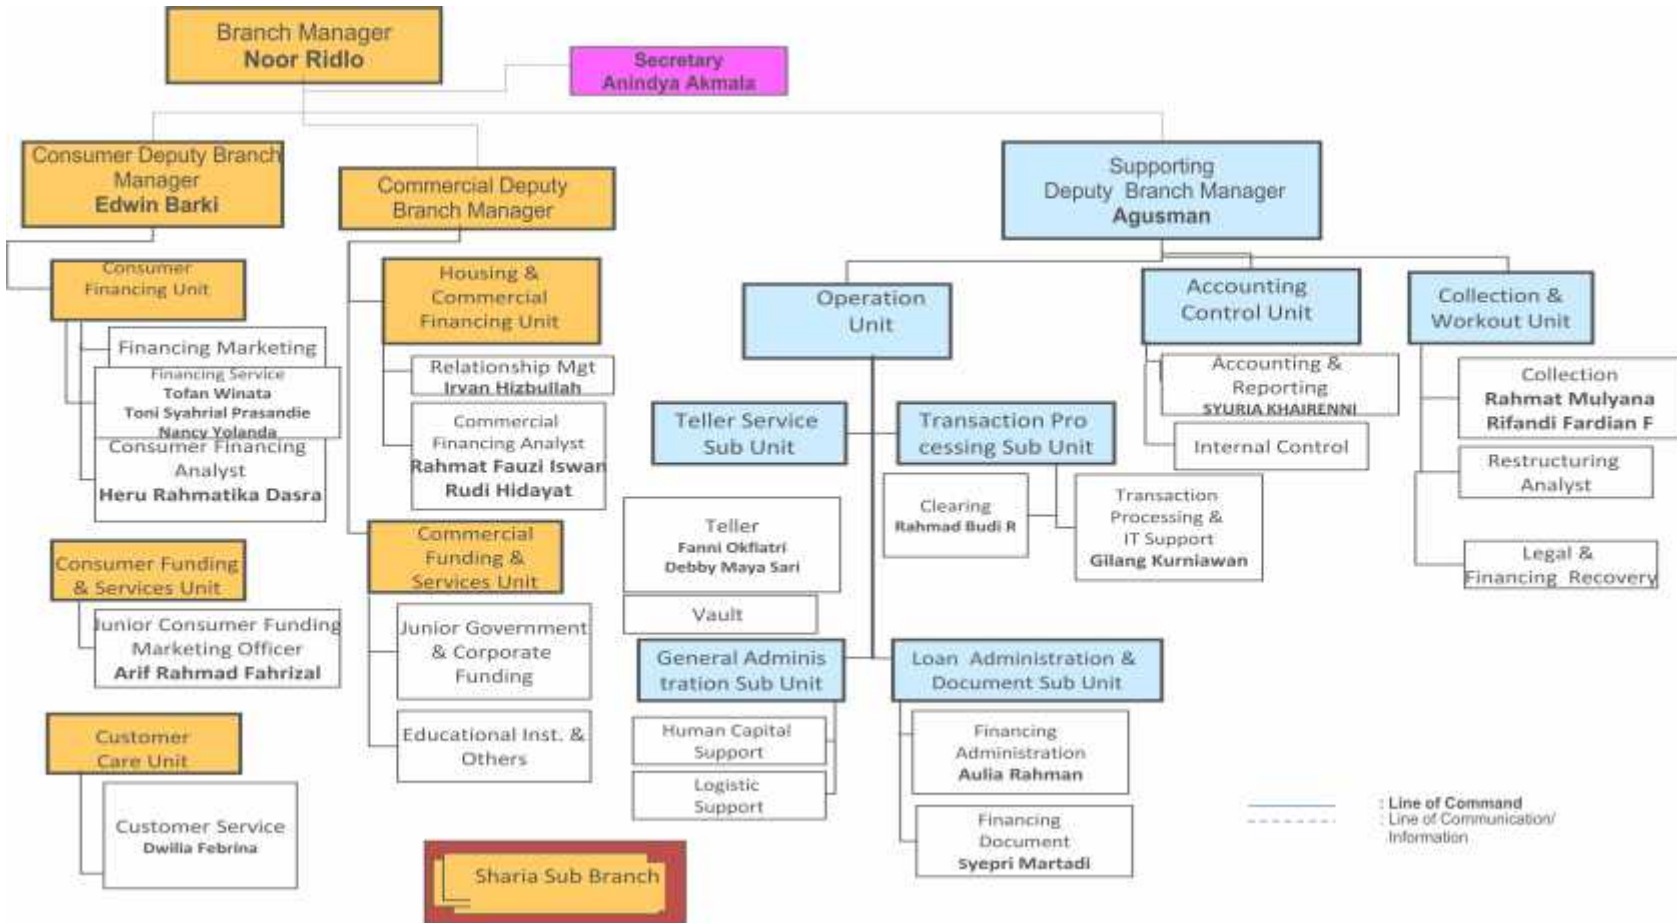 Branch Manager
Noor Ridlo
Secretary
Anindya Akmala
Consumer Deputy Branch
Manager
Edwin Barki
Commercial Deputy
Branch Manager
Supporting
Deputy Branch Manager
Agusman
Consumer
Financing Unit
Financing Marketing
Financing Service
Tofan Winata
Toni Syahrial Prasandie
Nancy Yolanda
Consumer Financing
Analyst
Heru Rahmatika Dasra
Consumer Funding
& Services Unit
Junior Consumer Funding
Marketing Officer
Arif Rahmad Fahrizal
Customer
Care Unit
Customer Service
Dwilia Febrina
Housing &
Commercial
Financing Unit
Relationship Mgt
Irvan Hizbullah
Commercial
Financing Analyst
Rahmat Fauzi Iswan
Rudi Hidayat
Commercial
Funding &
Services Unit
Junior Government
& Corporate
Funding
Educational Inst. &
Others
Sharia Sub Branch
Operation
Unit
Teller Service
Sub Unit
Teller
Fanni Okfiatri
Debby Maya Sari
Vault
Transaction Pro
cessing Sub Unit
Clearing
Rahmad Budi R
Transaction
Processing &
IT Support
Gilang Kurniawan
General Adminis
tration Sub Unit
Human Capital
Support
Logistic
Support
Loan Administration &
Document Sub Unit
Financing
Administration
Aulia Rahman
Financing
Document
Syepri Martadi
Accounting
Control Unit
Accounting &
Reporting
SYURIA KHAIRENNI
Internal Control
Collection &
Workout Unit
Collection
Rahmat Mulyana
Rifandi Fardian F
Restructuring
Analyst
Legal &
Financing Recovery
: Line of Command
: Line of Communication/
Information